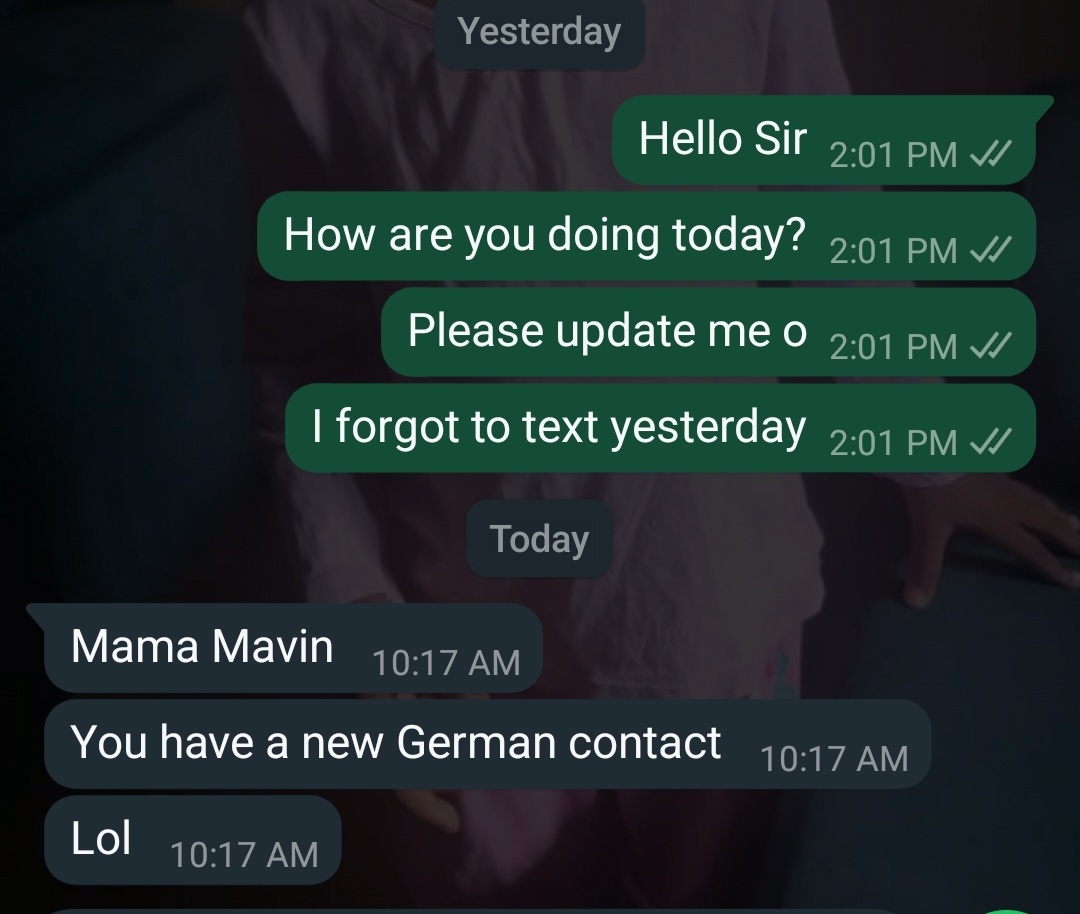 Yesterday
Hello Sir 2:01 PM
How are you doing today? 2:01 PM
Please update me o 2:01 PM
I forgot to text yesterday 2:01 PM
Today
Mama Mavin 10:17 AM
You have a new German contact 10:17 AM
Lol 10:17 AM